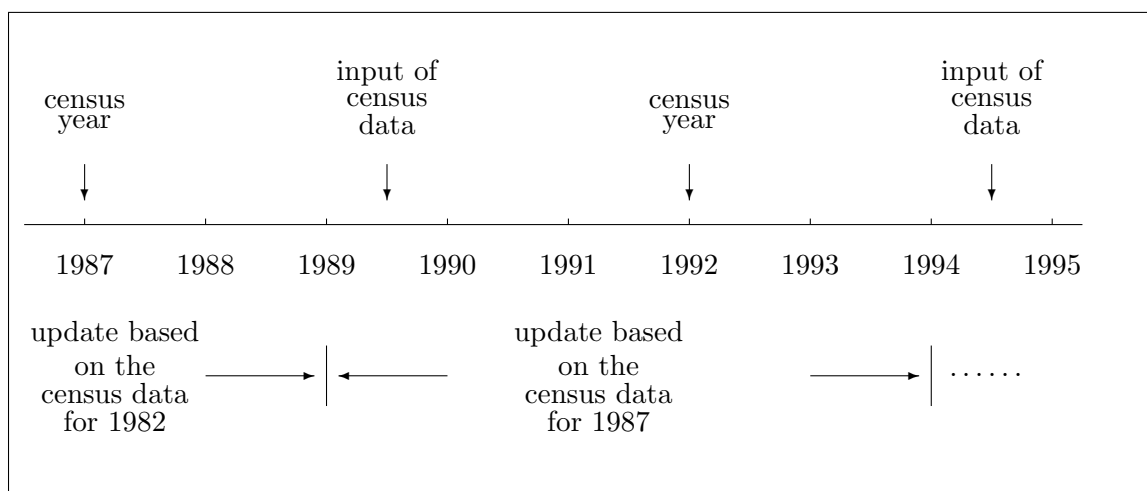 census
year
input of
census
data
census
year
input of
census
data
1987 1988 1989 1990 1991 1992 1993 1994 1995
update based
on the
census data
for 1982
update based
on the
census data
for 1987
......